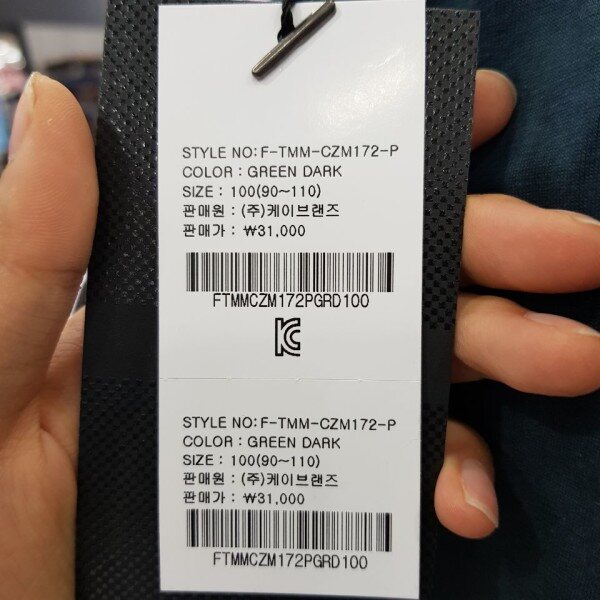 STYLE NO: F-TMM-CZM172-P
COLOR : GREEN DARK
SIZE : 100(90~110)
판매원 : (주)케이브랜즈
판매가 : ₩31,000
FTMMCZM172PGRD100
KC
STYLE NO: F-TMM-CZM172-P
COLOR : GREEN DARK
SIZE : 100(90~110)
판매원 : (주)케이브랜즈
판매가 : ₩31,000
FTMMCZM172PGRD100